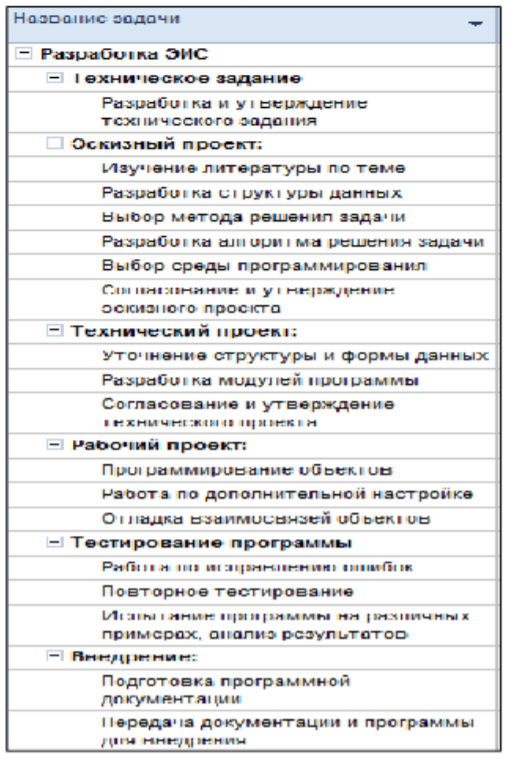 Название задачи
Разработка ЭИС
Техническое задание
Разработка и утверждение
технического задания
Эскизный проект:
Изучение литературы по теме
Разработка структуры данных
Выбор метода решения задачи
Разработка алгоритма решения задачи
Выбор среды программирования
Согласование и утверждение
эскизного проекта
Технический проект:
Уточнение структуры и формы данных
Разработка модулей программы
Согласование и утверждение
технического проекта
Рабочий проект:
Программирование объектов
Работа по дополнительной настройке
Отладка взаимосвязей объектов
Тестирование программы
Работа по исправлению ошибок
Повторное тестирование
Испытание программы на различных
примерах, анализ результатов
Внедрение:
Подготовка программной
документации
Передача документации и программы
для внедрения